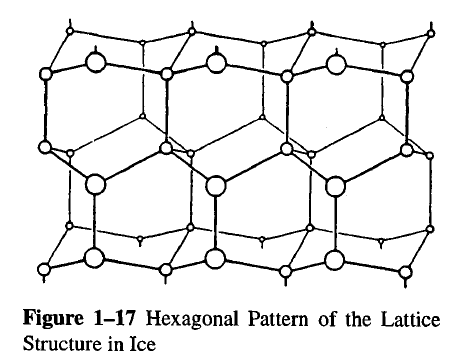 Figure 1–17 Hexagonal Pattern of the Lattice
Structure in Ice